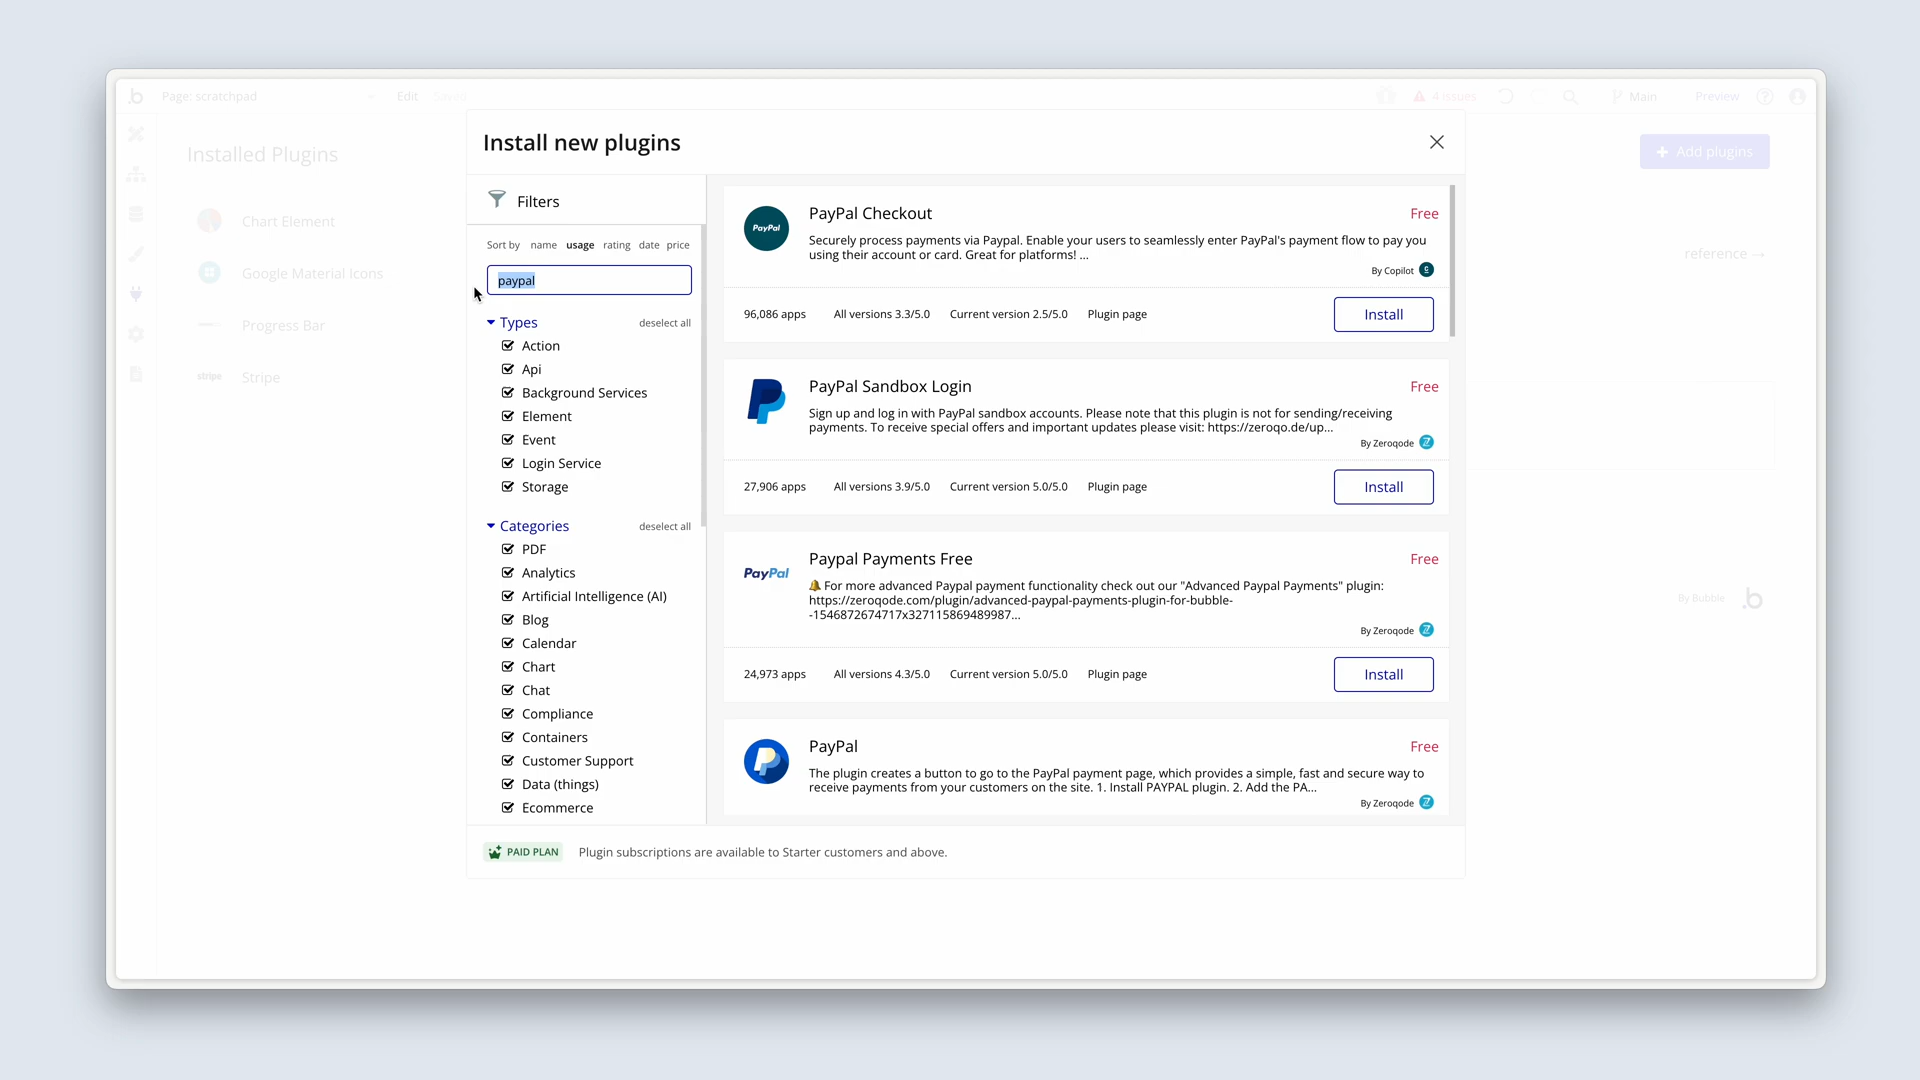 Page: scratchpad
Edit
Saved
4 issues
Main
Preview
Installed Plugins
Add plugins
Chart Element
Google Material Icons
Progress Bar
stripe
Stripe
reference →
By Bubble
Install new plugins
Filters
Sort by name usage rating date price
paypal
Types deselect all
Action
Api
Background Services
Element
Event
Login Service
Storage
Categories deselect all
PDF
Analytics
Artificial Intelligence (AI)
Blog
Calendar
Chart
Chat
Compliance
Containers
Customer Support
Data (things)
Ecommerce
PayPal
PayPal Checkout
Free
Securely process payments via Paypal. Enable your users to seamlessly enter PayPal's payment flow to pay you
using their account or card. Great for platforms! ...
By Copilot
96,086 apps All versions 3.3/5.0 Current version 2.5/5.0 Plugin page Install
PayPal Sandbox Login
Free
Sign up and log in with PayPal sandbox accounts. Please note that this plugin is not for sending/receiving
payments. To receive special offers and important updates please visit: https://zeroqo.de/up...
By Zeroqode
27,906 apps All versions 3.9/5.0 Current version 5.0/5.0 Plugin page Install
Paypal Payments Free
Free
PayPal
🔔 For more advanced Paypal payment functionality check out our "Advanced Paypal Payments" plugin:
https://zeroqode.com/plugin/advanced-paypal-payments-plugin-for-bubble-
-1546872674717x327115869489987...
By Zeroqode
24,973 apps All versions 4.3/5.0 Current version 5.0/5.0 Plugin page Install
PayPal
Free
The plugin creates a button to go to the PayPal payment page, which provides a simple, fast and secure way to
receive payments from your customers on the site. 1. Install PAYPAL plugin. 2. Add the PA...
By Zeroqode
PAID PLAN Plugin subscriptions are available to Starter customers and above.